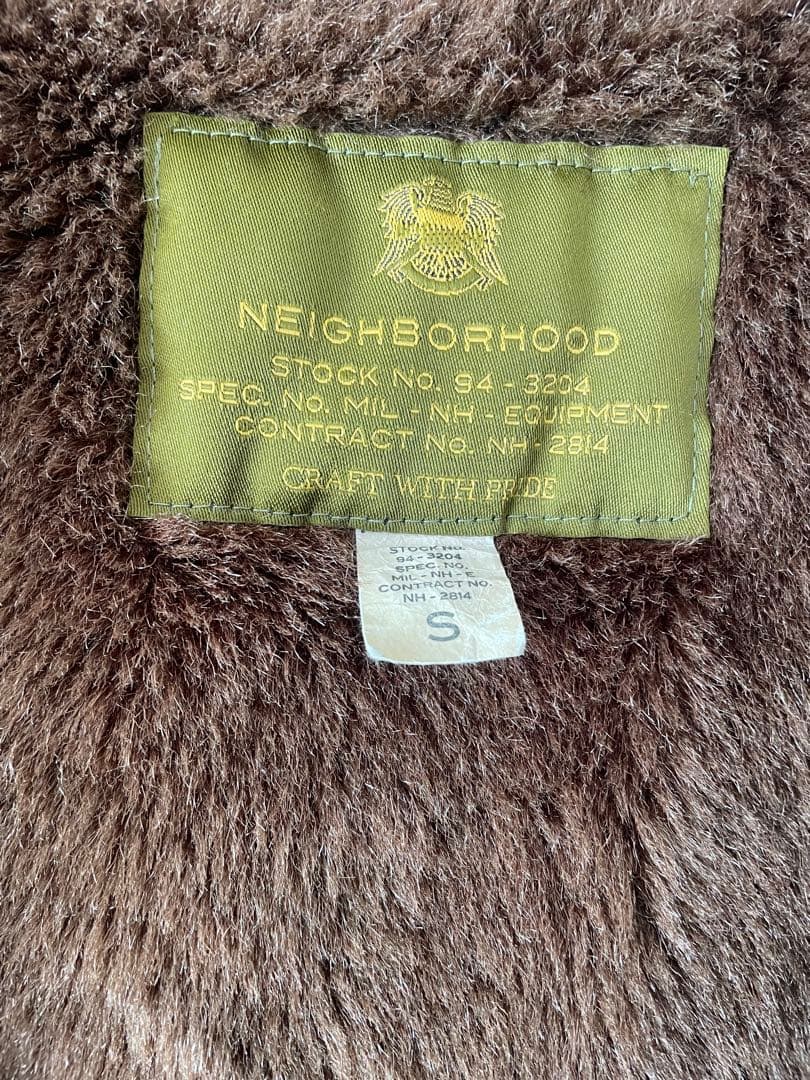 NEIGHBORHOOD
STOCK No. 94 - 3204
SPEC. No. MIL - NH - EQUIPMENT
CONTRACT No. NH - 2814
CRAFT WITH PRIDE
STOCK No.
94 - 3204
SPEC. No.
MIL - NH - E
CONTRACT No.
NH - 2814
S